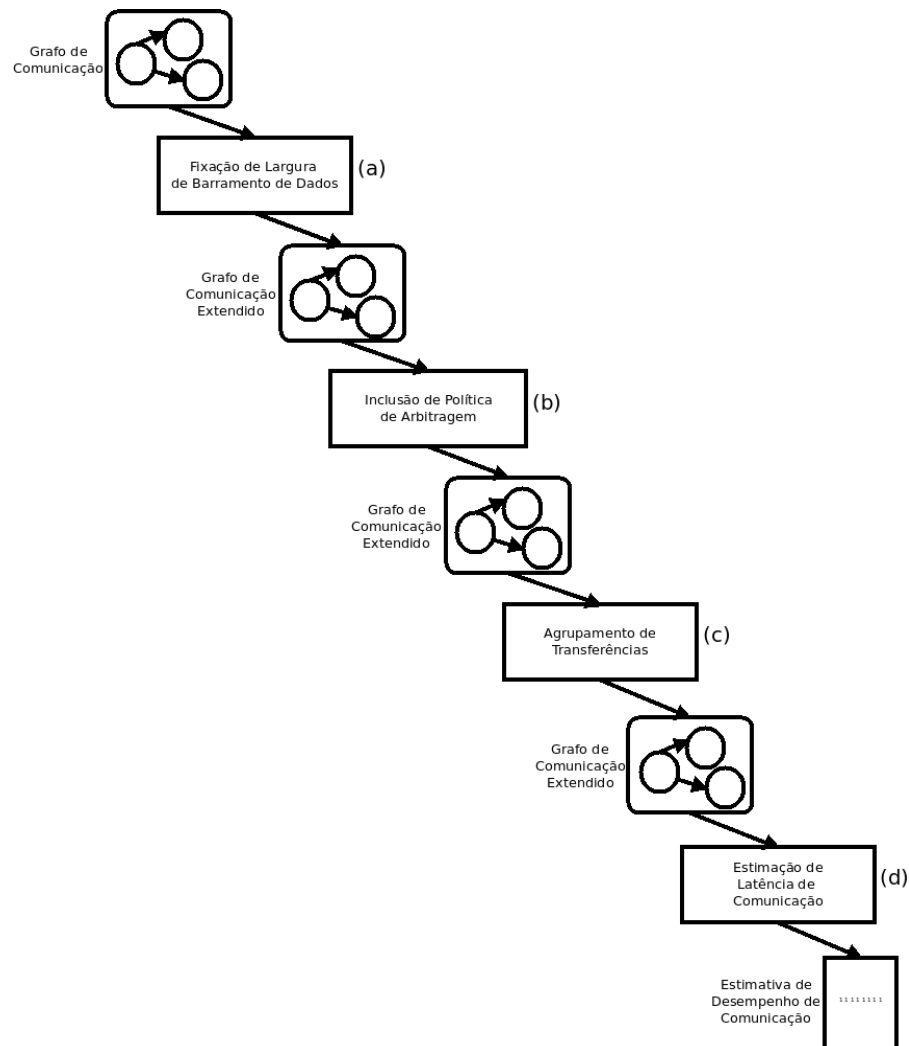 Grafo de
Comunicação
Fixação de Largura
de Barramento de Dados
(a)
Grafo de
Comunicação
Extendido
Inclusão de Política
de Arbitragem
(b)
Grafo de
Comunicação
Extendido
Agrupamento de
Transferências
(c)
Grafo de
Comunicação
Extendido
Estimação de
Latência de
Comunicação
(d)
Estimativa de
Desempenho de
Comunicação
11111111